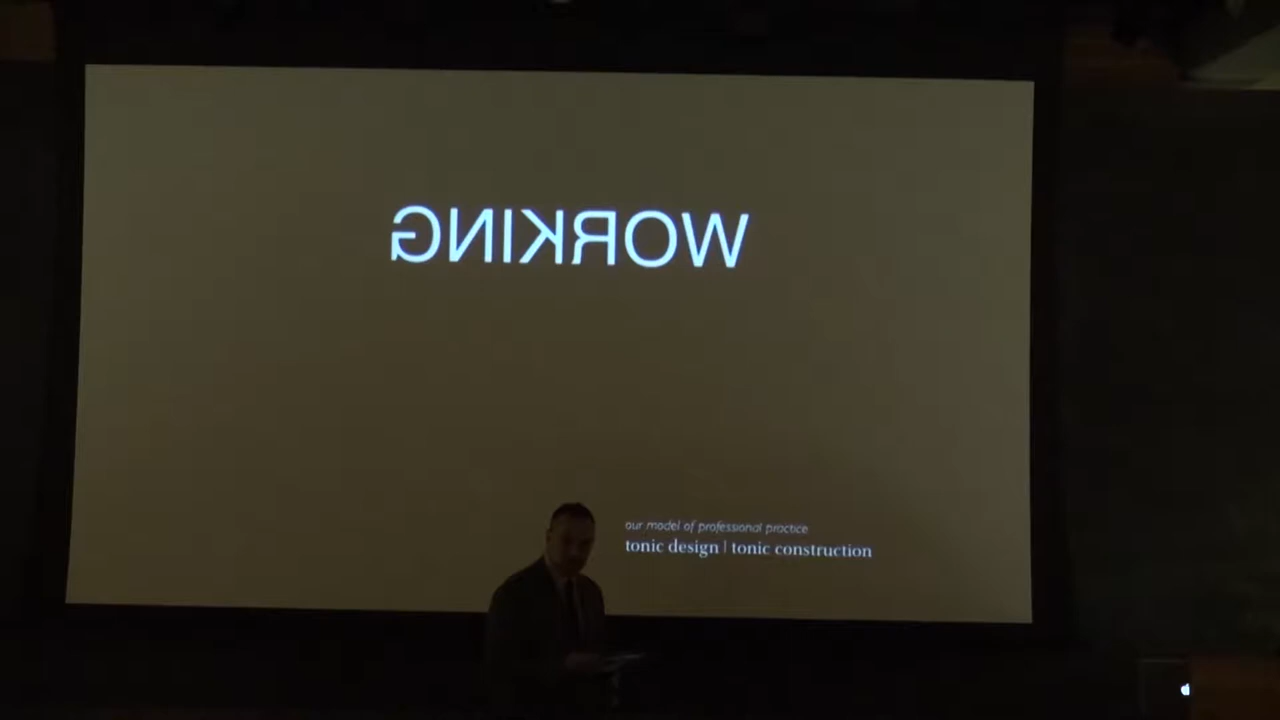 WORKING
our model of professional practice
tonic design | tonic construction